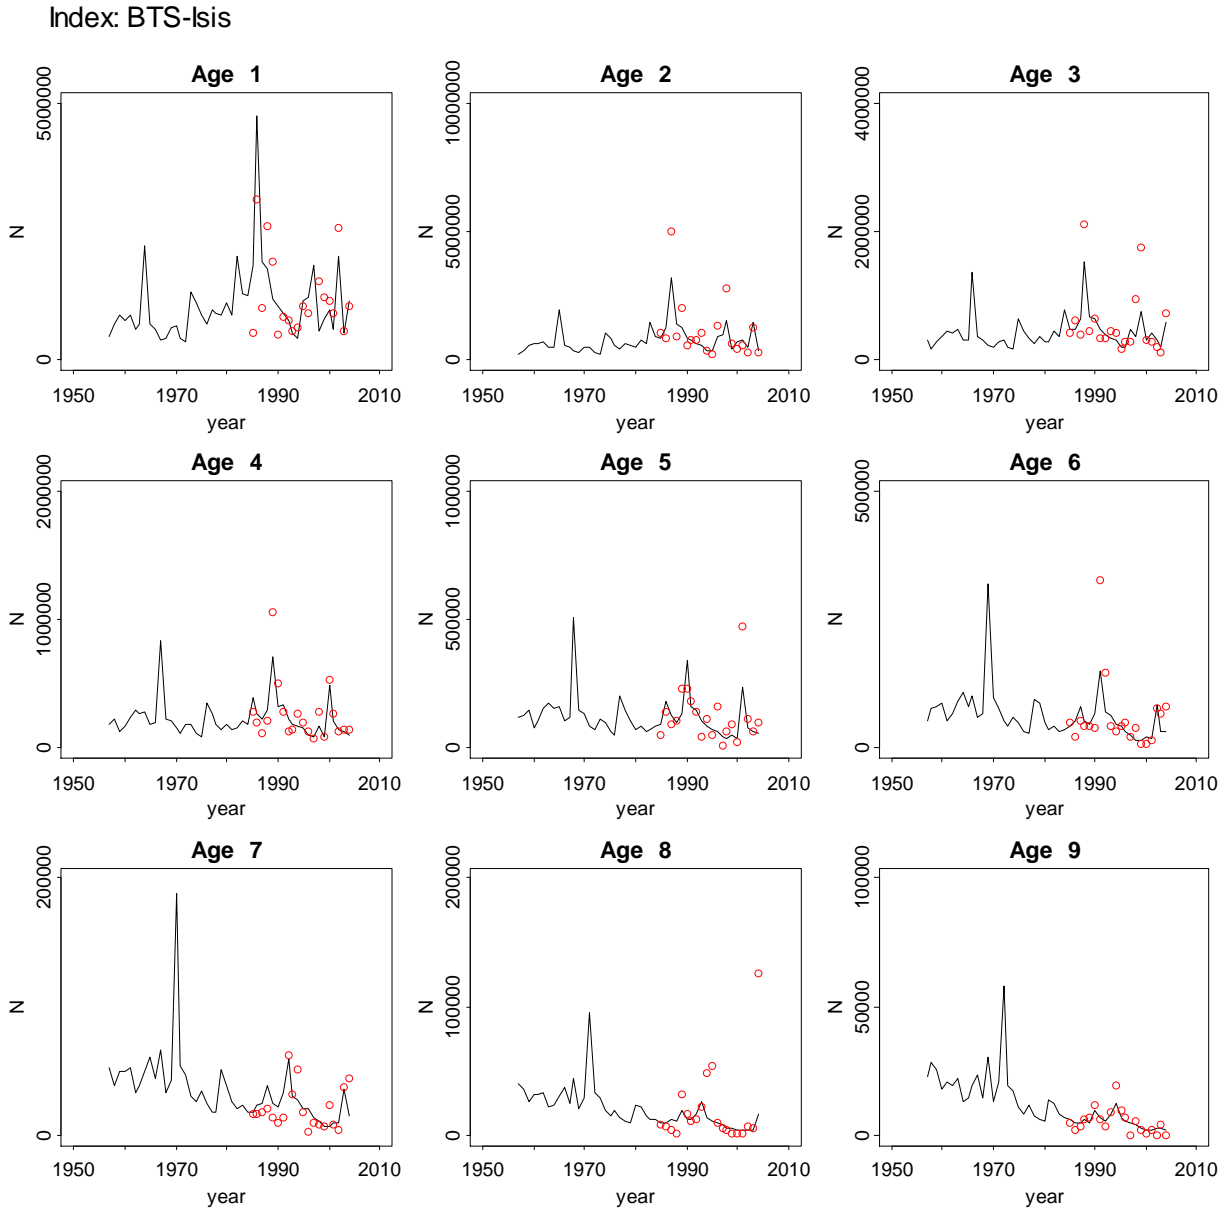 Index: BTS-Isis
Age 1
Age 2
Age 3
N
0
5000000
1950
1970
1990
2010
year
N
0
5000000
10000000
1950
1970
1990
2010
year
N
0
2000000
4000000
1950
1970
1990
2010
year
Age 4
Age 5
Age 6
N
0
1000000
2000000
1950
1970
1990
2010
year
N
0
500000
1000000
1950
1970
1990
2010
year
N
0
500000
1950
1970
1990
2010
year
Age 7
Age 8
Age 9
N
0
200000
1950
1970
1990
2010
year
N
0
100000
200000
1950
1970
1990
2010
year
N
0
50000
100000
1950
1970
1990
2010
year